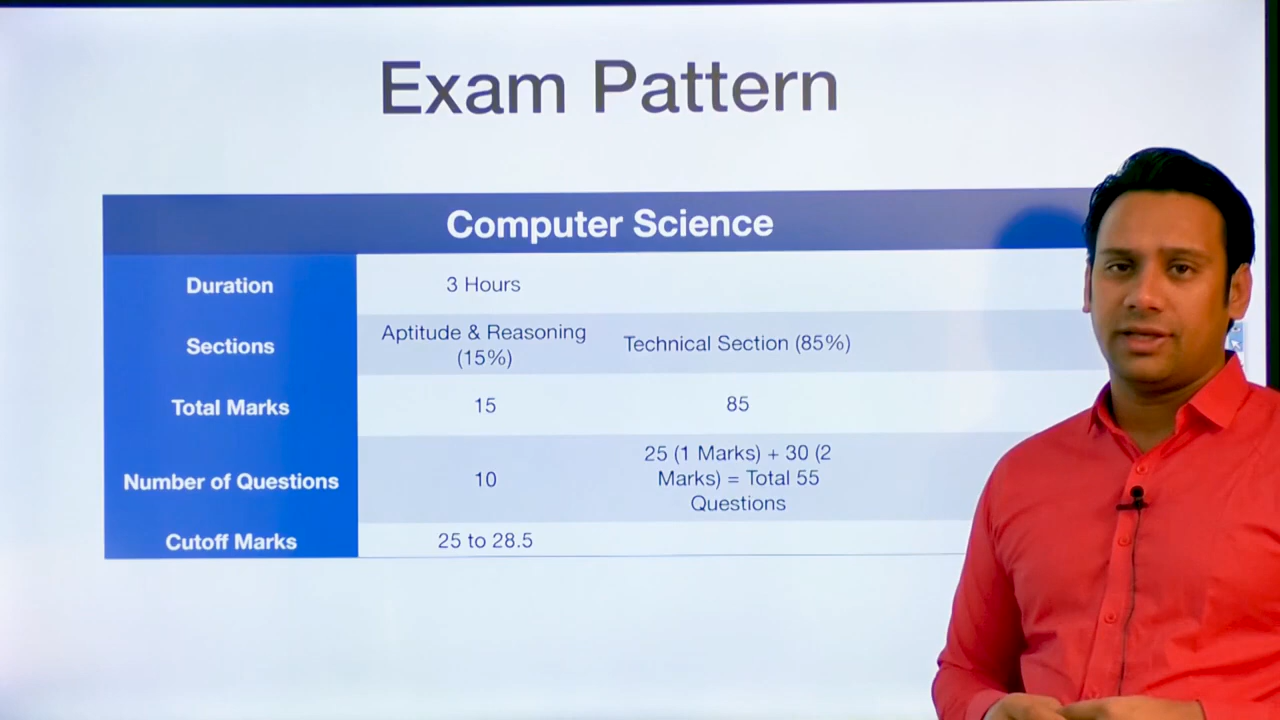 Exam Pattern
Computer Science
Duration
3 Hours
Sections
Aptitude & Reasoning
(15%)
Technical Section (85%)
Total Marks
15
85
Number of Questions
10
25 (1 Marks) + 30 (2
Marks) = Total 55
Questions
Cutoff Marks
25 to 28.5